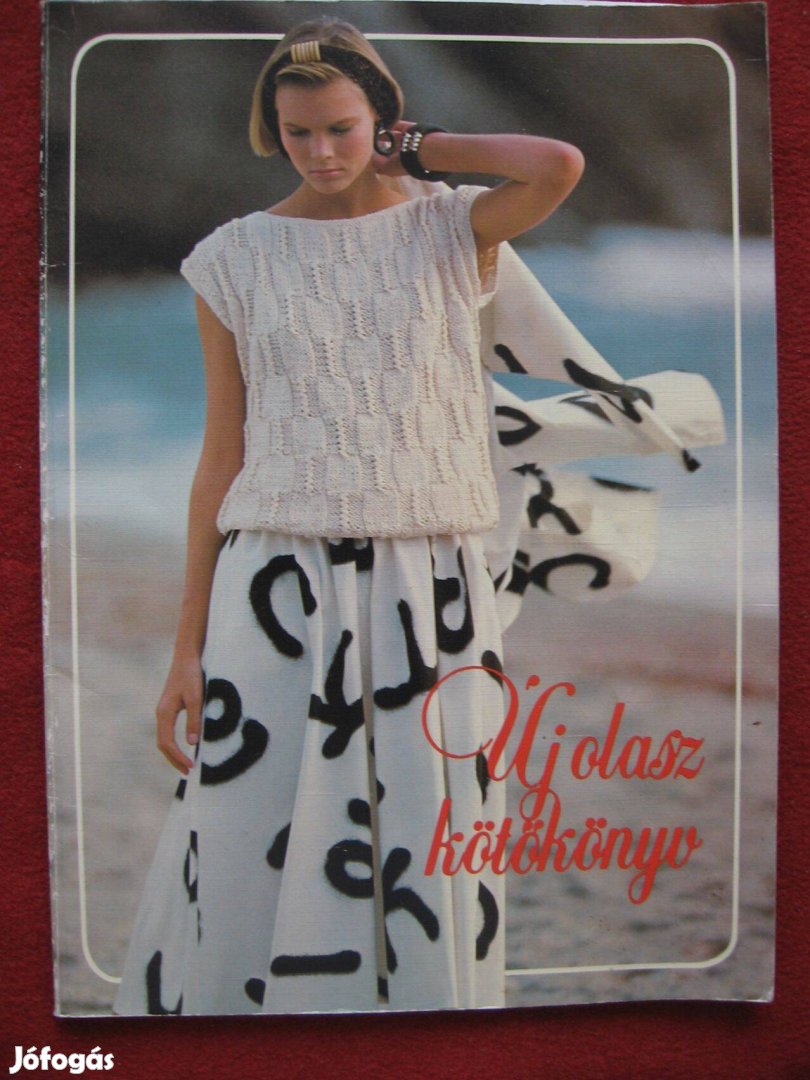 Új olasz
kötőkönyv
Jófogás